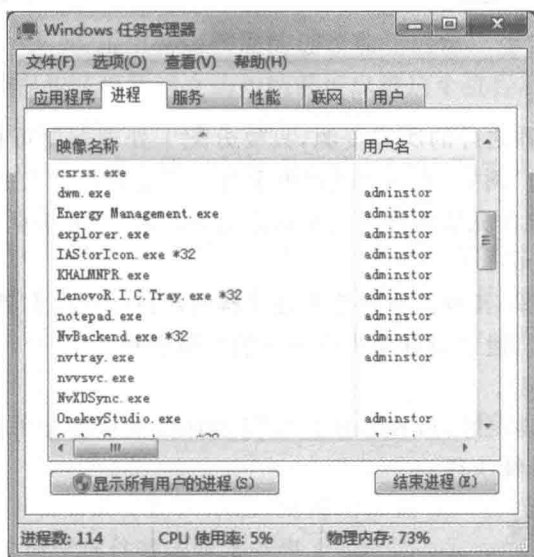 Windows 任务管理器
文件(F) 选项(O) 查看(V) 帮助(H)
应用程序 进程 服务 性能 联网 用户
映像名称 用户名
csrss.exe
dwm.exe adminstor
Energy Management.exe adminstor
explorer.exe adminstor
IAStorIcon.exe *32 adminstor
KHALMNPR.exe adminstor
LenovoR.I.C.Tray.exe *32 adminstor
notepad.exe adminstor
NvBackend.exe *32 adminstor
nvtray.exe adminstor
nvvsvc.exe
NvXDSync.exe
OnekeyStudio.exe adminstor
显示所有用户的进程(S) 结束进程(E)
进程数: 114 CPU 使用率: 5% 物理内存: 73%